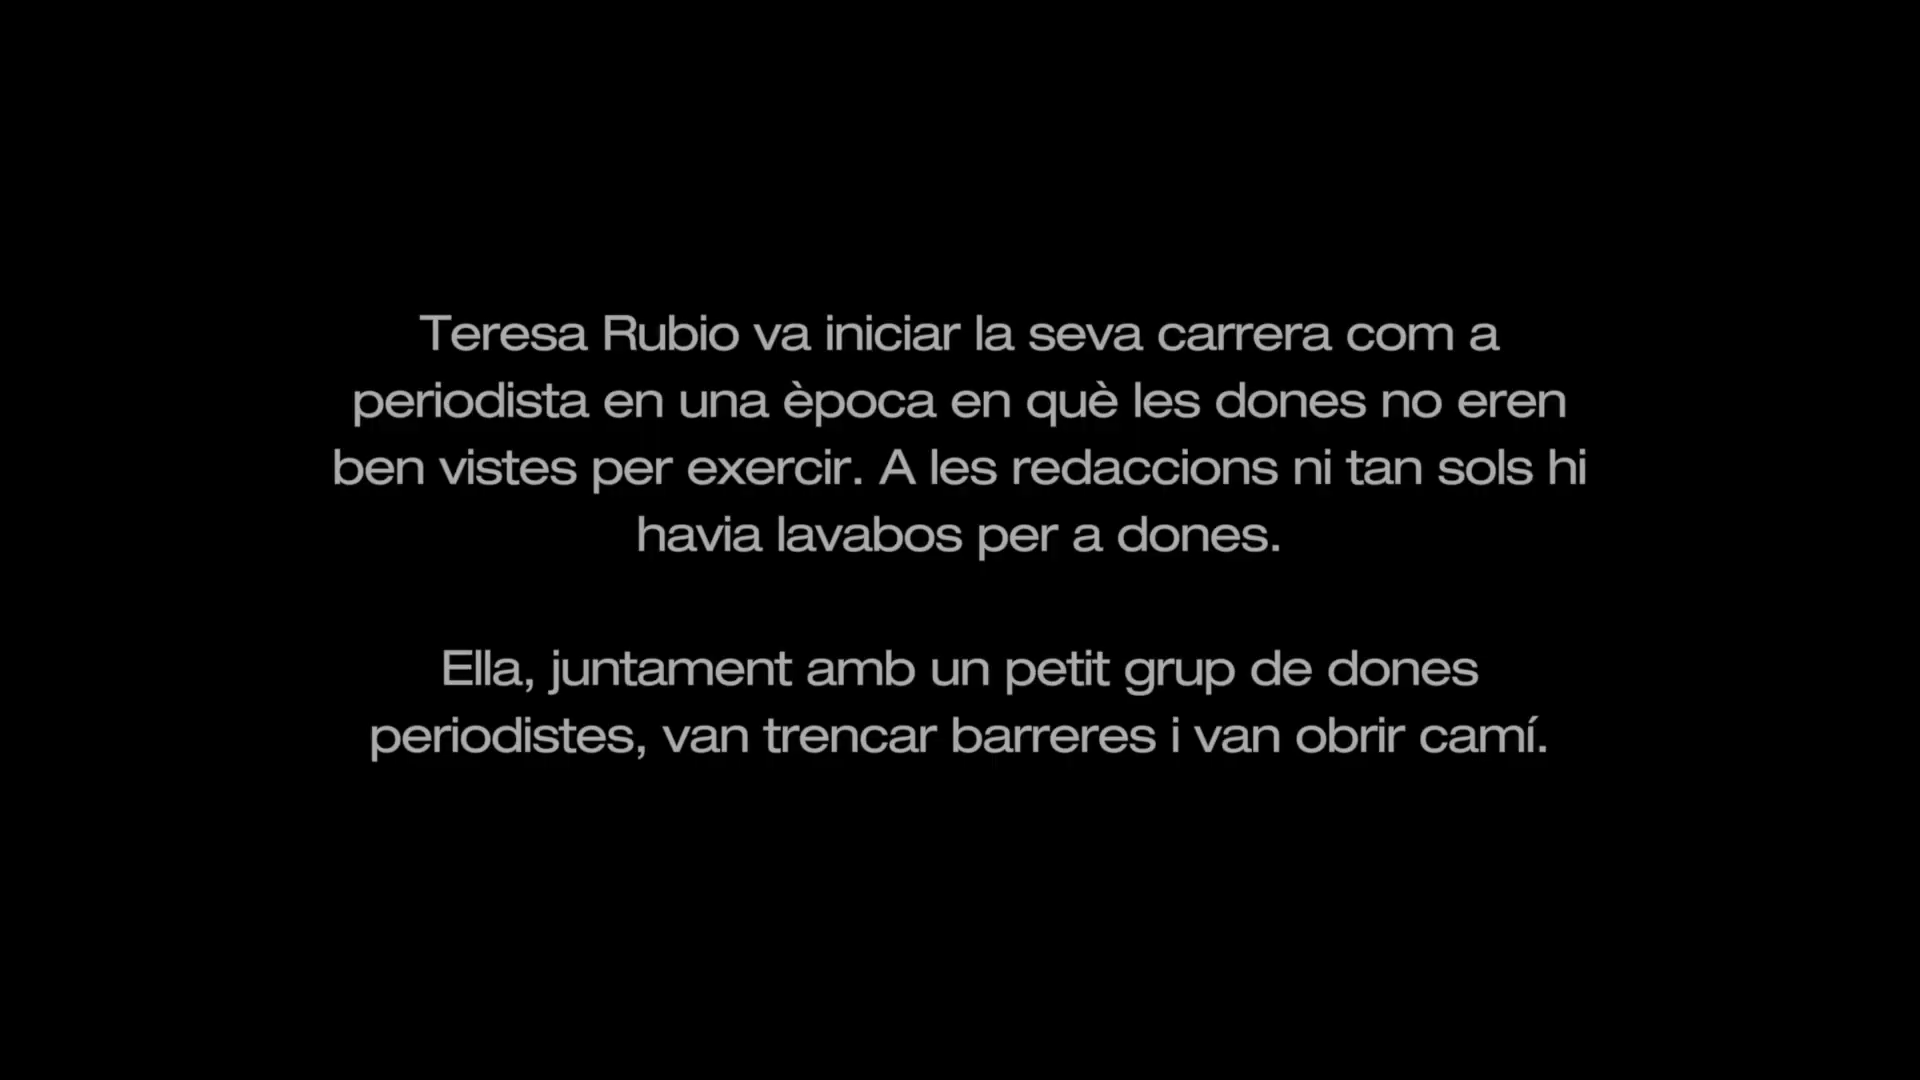 Teresa Rubio va iniciar la seva carrera com a
periodista en una època en què les dones no eren
ben vistes per exercir. A les redaccions ni tan sols hi
havia lavabos per a dones.
Ella, juntament amb un petit grup de dones
periodistes, van trencar barreres i van obrir camí.